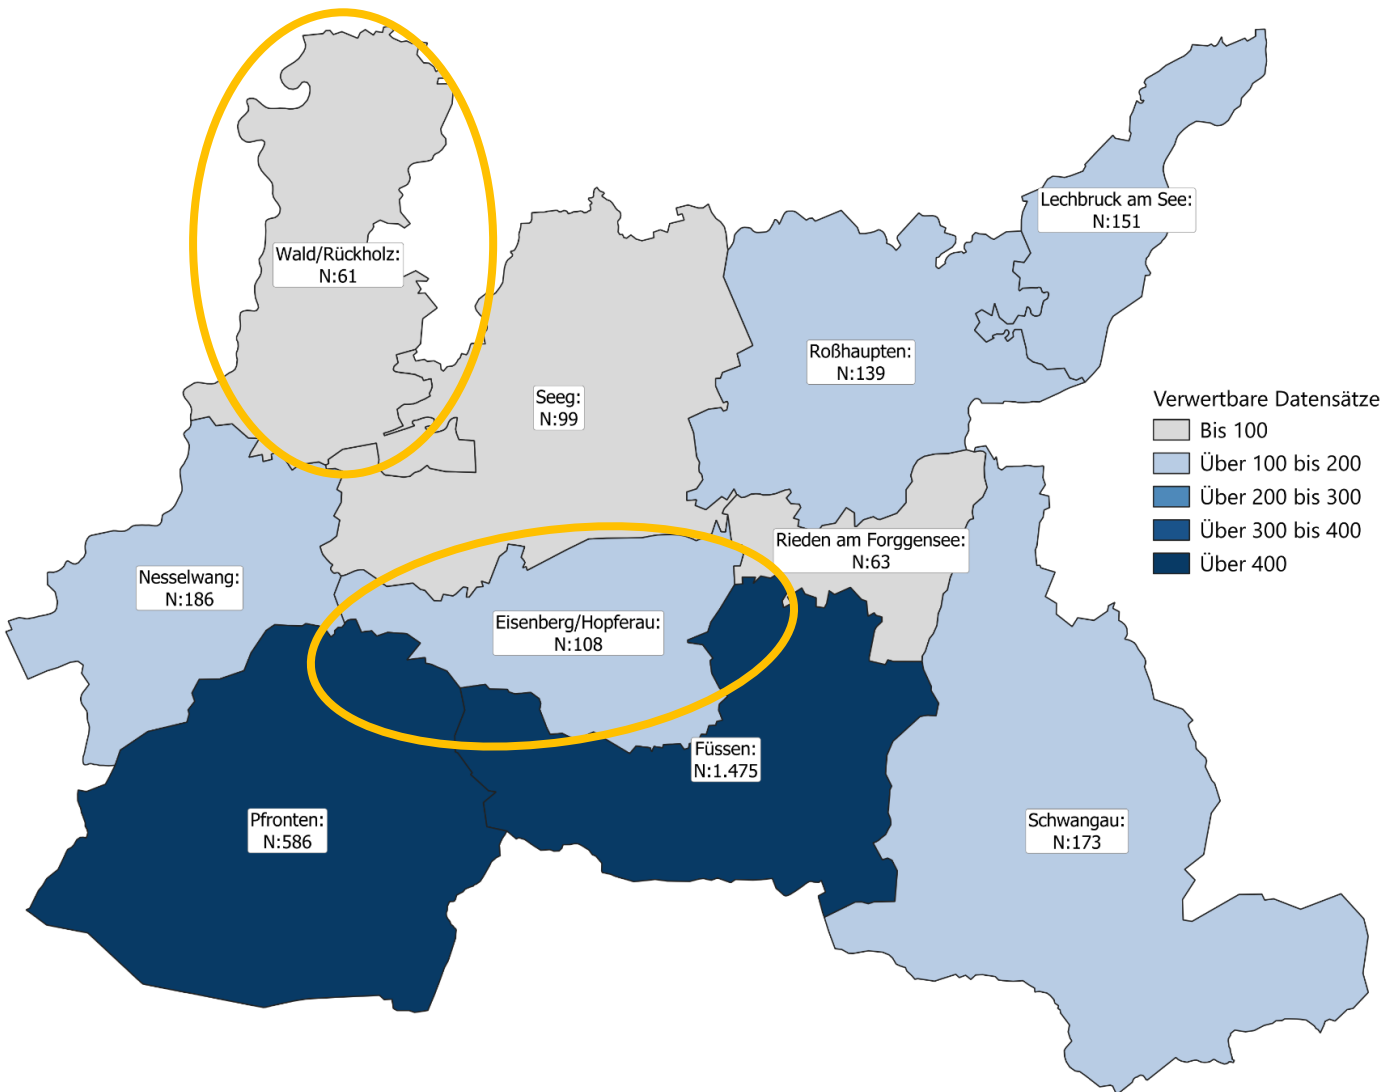 Lechbruck am See:
N:151
Wald/Rückholz:
N:61
Roßhaupten:
N:139
Seeg:
N:99
Verwertbare Datensätze
Bis 100
Über 100 bis 200
Über 200 bis 300
Über 300 bis 400
Über 400
Rieden am Forggensee:
N:63
Nesselwang:
N:186
Eisenberg/Hopferau:
N:108
Füssen:
N:1.475
Pfronten:
N:586
Schwangau:
N:173